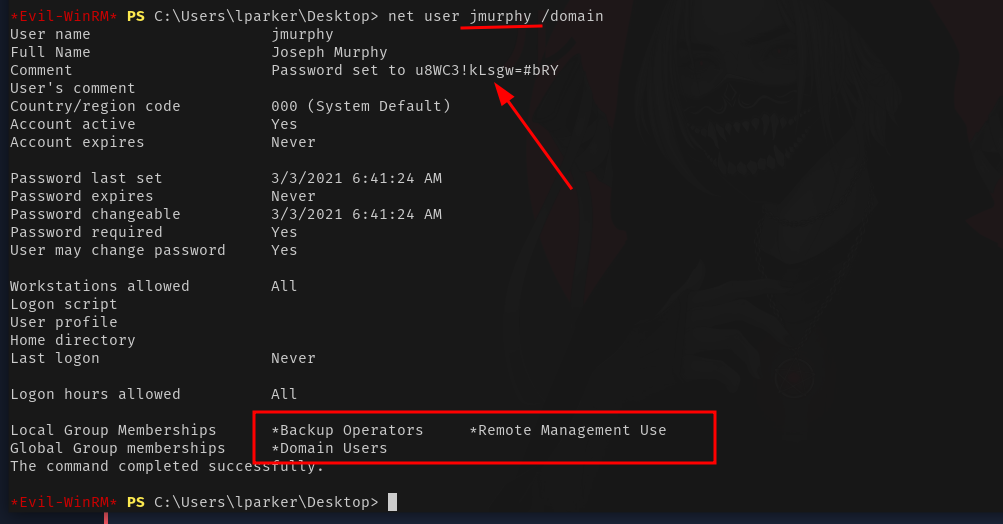 *Evil-WinRM* PS C:\Users\lparker\Desktop> net user jmurphy /domain
User name                    jmurphy
Full Name                    Joseph Murphy
Comment                      Password set to u8WC3!kLsgw=#bRY
User's comment
Country/region code          000 (System Default)
Account active               Yes
Account expires              Never
Password last set            3/3/2021 6:41:24 AM
Password expires             Never
Password changeable          3/3/2021 6:41:24 AM
Password required            Yes
User may change password     Yes
Workstations allowed         All
Logon script
User profile
Home directory
Last logon                   Never
Logon hours allowed          All
Local Group Memberships      *Backup Operators     *Remote Management Use
Global Group memberships     *Domain Users
The command completed successfully.
*Evil-WinRM* PS C:\Users\lparker\Desktop>